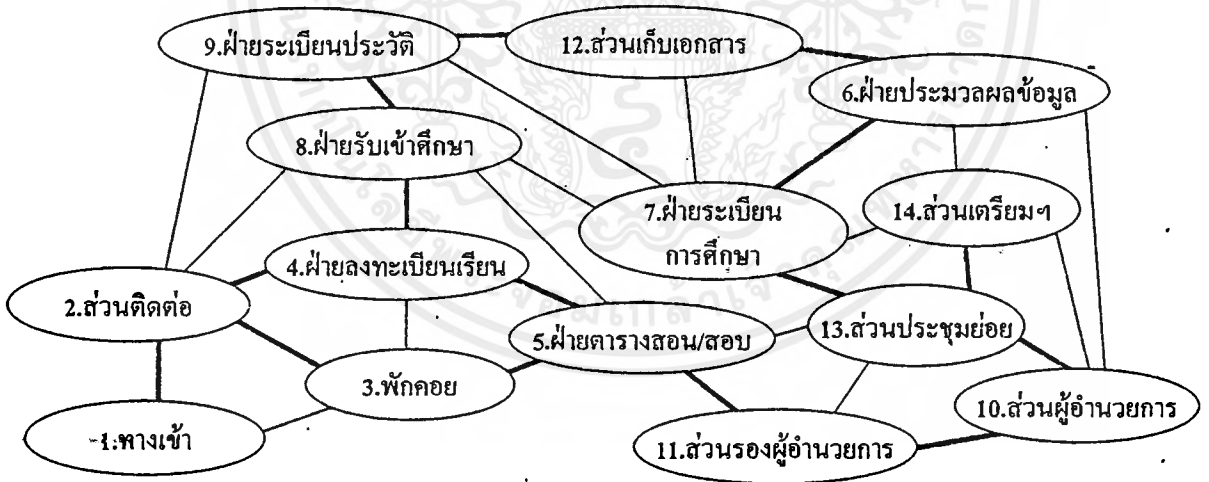 9.ฝ่ายระเบียนประวัติ
12.ส่วนเก็บเอกสาร
6.ฝ่ายประมวลผลข้อมูล
8.ฝ่ายรับเข้าศึกษา
7.ฝ่ายระเบียน
การศึกษา
14.ส่วนเตรียมฯ
4.ฝ่ายลงทะเบียนเรียน
2.ส่วนติดต่อ
5.ฝ่ายตารางสอน/สอบ
13.ส่วนประชุมย่อย
3.พักคอย
10.ส่วนผู้อำนวยการ
1.ทางเข้า
11.ส่วนรองผู้อำนวยการ